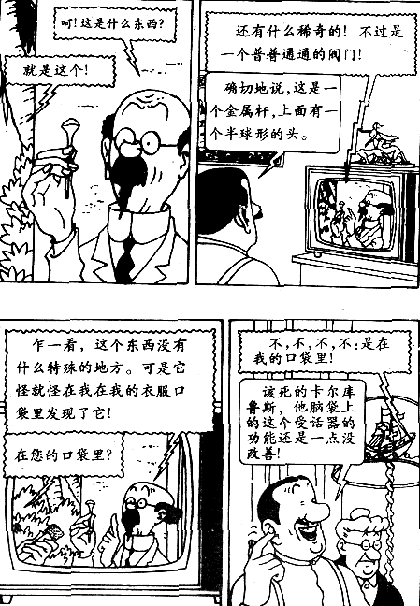 叮！这是什么东西？
就是这个！
还有什么稀奇的！不过是
一个普普通通的阀门！
确切地说，这是一
个金属杆，上面有一
个半球形的头。
乍一看，这个东西没有
什么特殊的地方。可是它
怪就怪在我在我的衣服口
袋里发现了它！
在您的口袋里？
不，不，不，不：是在
我的口袋里！
该死的卡尔库
鲁斯，他脑袋上
的这个受话器的
功能还是一点没
改善！